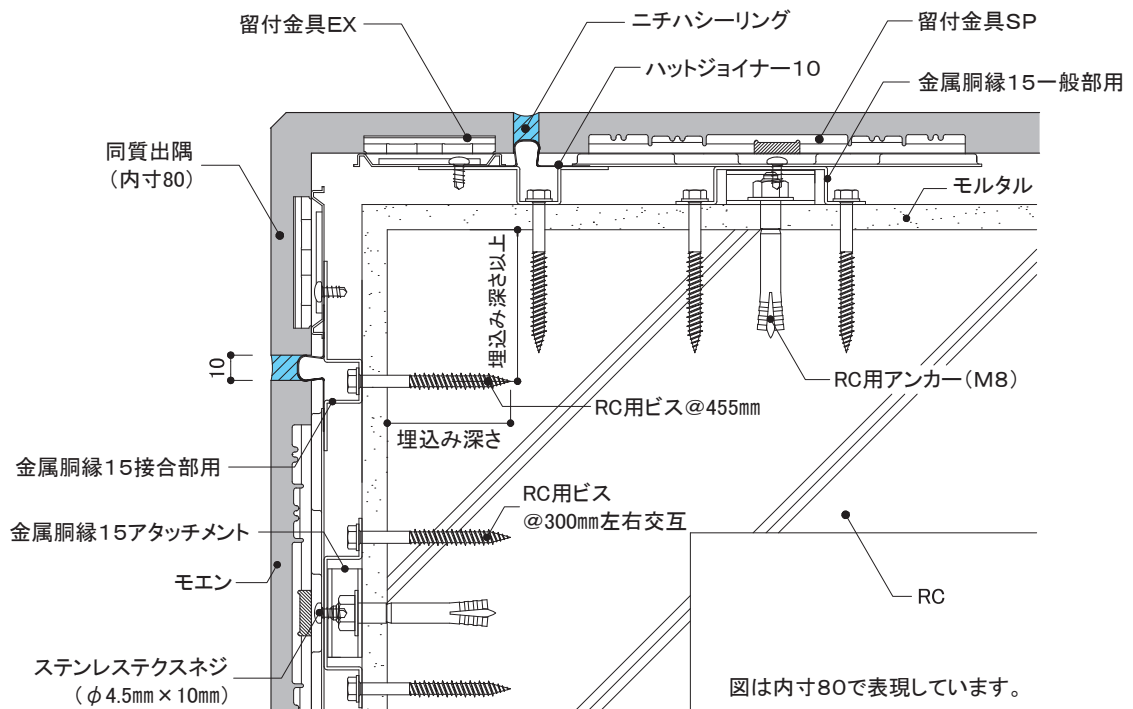 留付金具EX
ニチハシーリング
留付金具SP
ハットジョイナー10
金属胴縁15一般部用
同質出隅
（内寸80）
モルタル
埋込み深さ以上
10
RC用アンカー（M8）
RC用ビス@455mm
埋込み深さ
金属胴縁15接合部用
RC用ビス
@300mm左右交互
金属胴縁15アタッチメント
モエン
RC
ステンレステクスネジ
（φ4.5mm×10mm）
図は内寸80で表現しています。